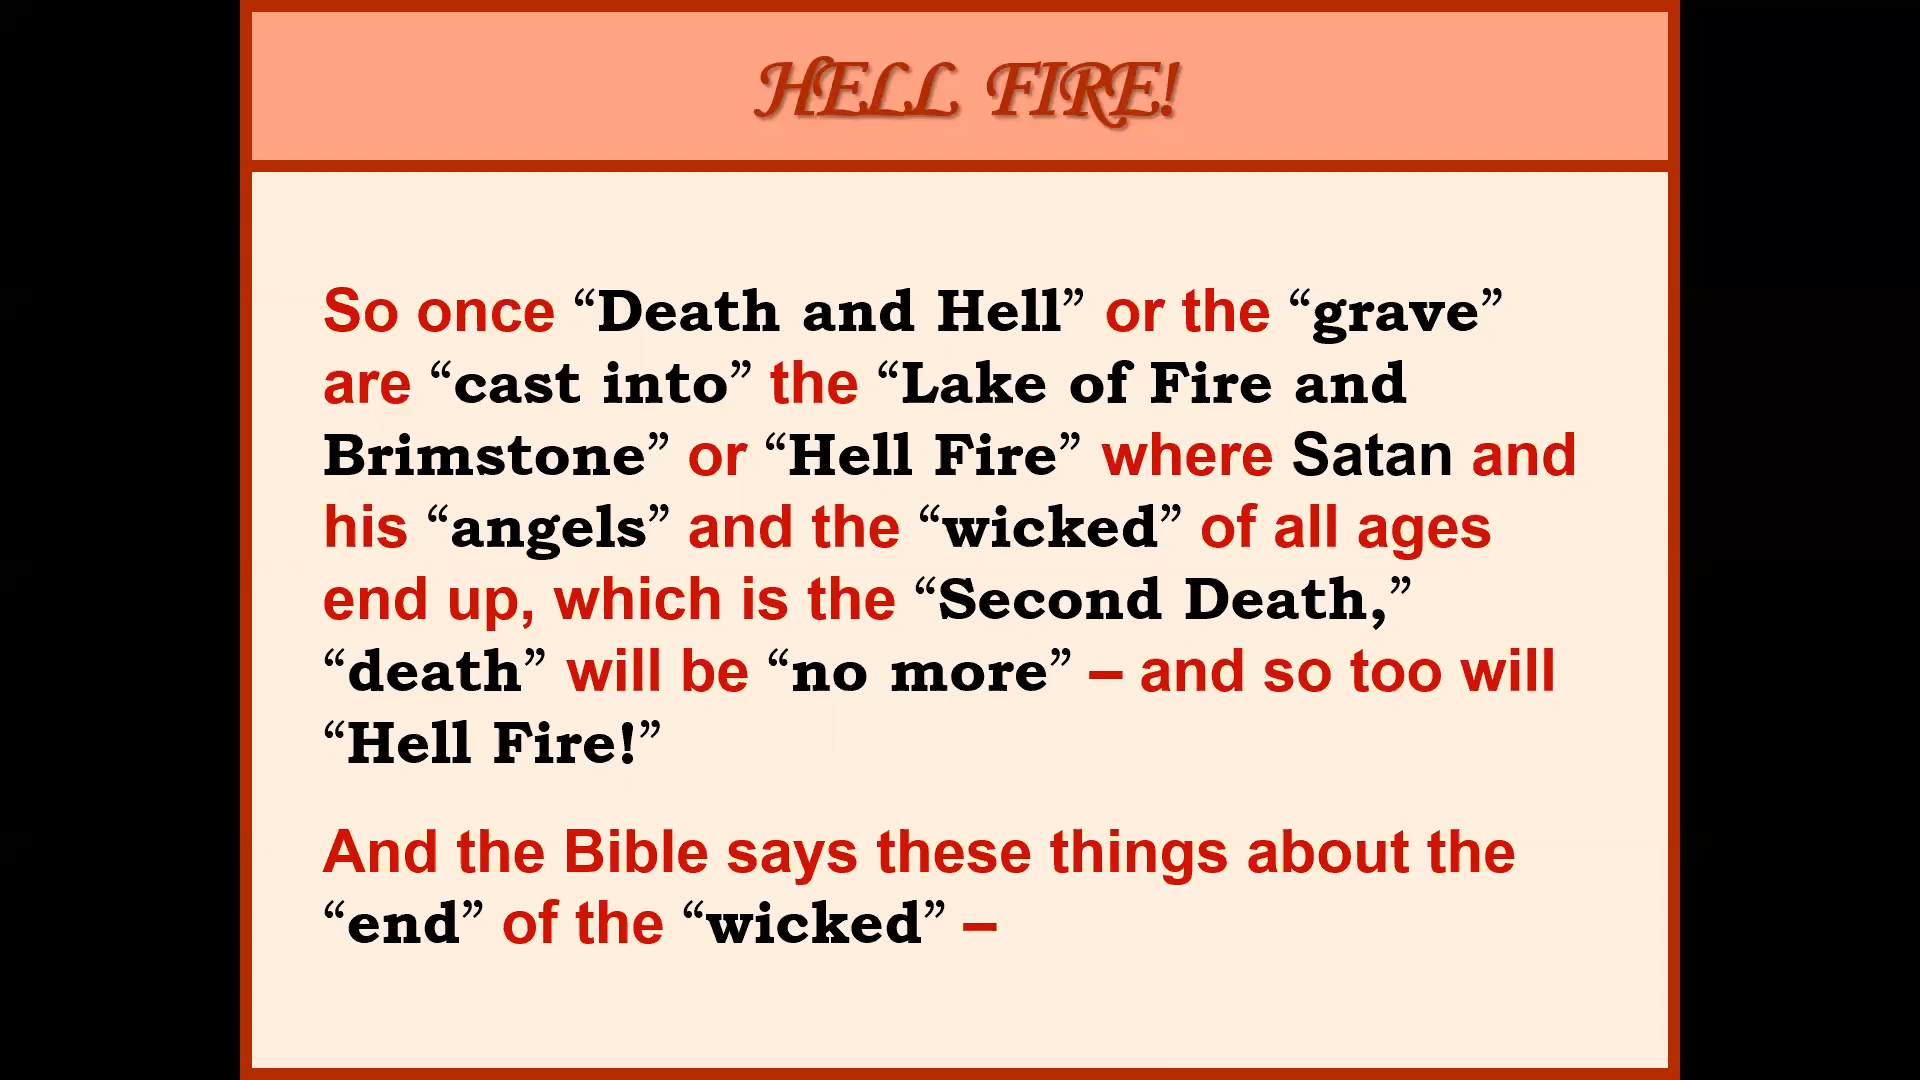 HELL FIRE!
So once “Death and Hell” or the “grave”
are “cast into” the “Lake of Fire and
Brimstone” or “Hell Fire” where Satan and
his “angels” and the “wicked” of all ages
end up, which is the “Second Death,”
“death” will be “no more” – and so too will
“Hell Fire!”
And the Bible says these things about the
“end” of the “wicked” –